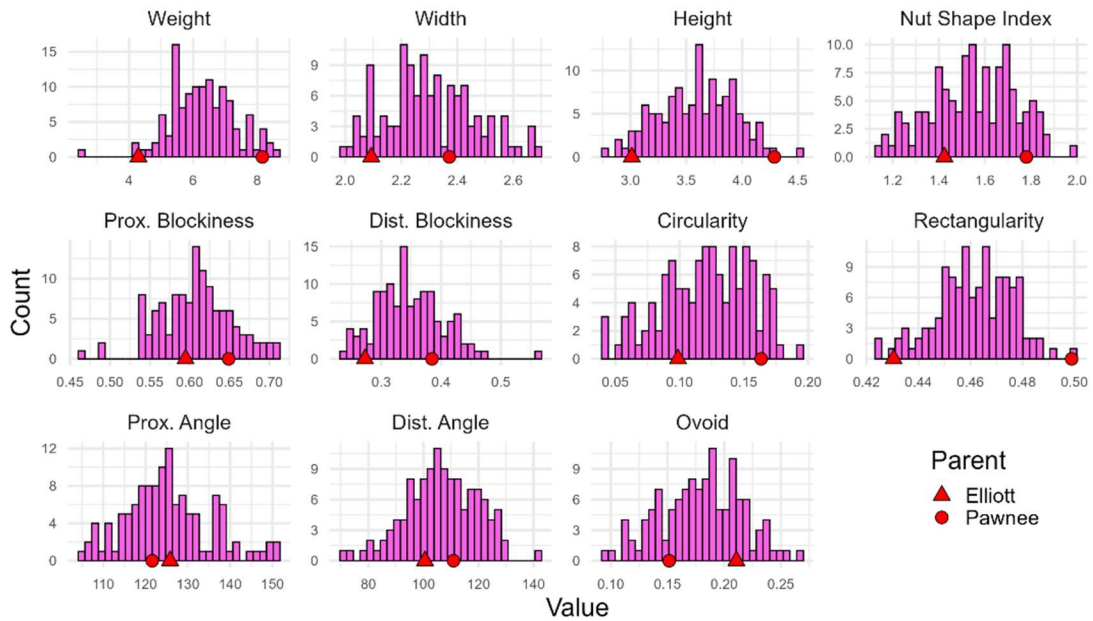 Weight
Width
Height
Nut Shape Index
15
10
5
0
4 6 8
9
6
3
0
2.0 2.2 2.4 2.6
10
5
0
3.0 3.5 4.0 4.5
10.0
7.5
5.0
2.5
0.0
1.2 1.4 1.6 1.8 2.0
Prox. Blockiness
Dist. Blockiness
Circularity
Rectangularity
10
5
0
0.45 0.50 0.55 0.60 0.65 0.70
15
10
5
0
0.3 0.4 0.5
8
6
4
2
0
0.05 0.10 0.15 0.20
9
6
3
0
0.42 0.44 0.46 0.48 0.50
Prox. Angle
Dist. Angle
Ovoid
12
8
4
0
110 120 130 140 150
9
6
3
0
80 100 120 140
9
6
3
0
0.10 0.15 0.20 0.25
Count
Value
Parent
Elliott
Pawnee